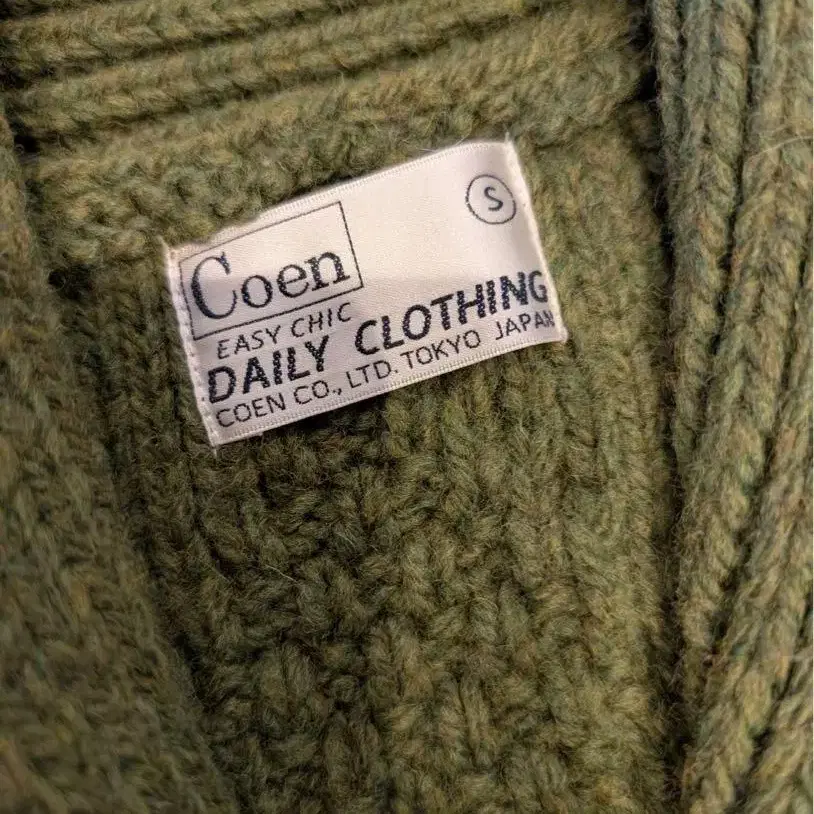 S
Coen
EASY CHIC
DAILY CLOTHING
COEN CO., LTD. TOKYO JAPAN